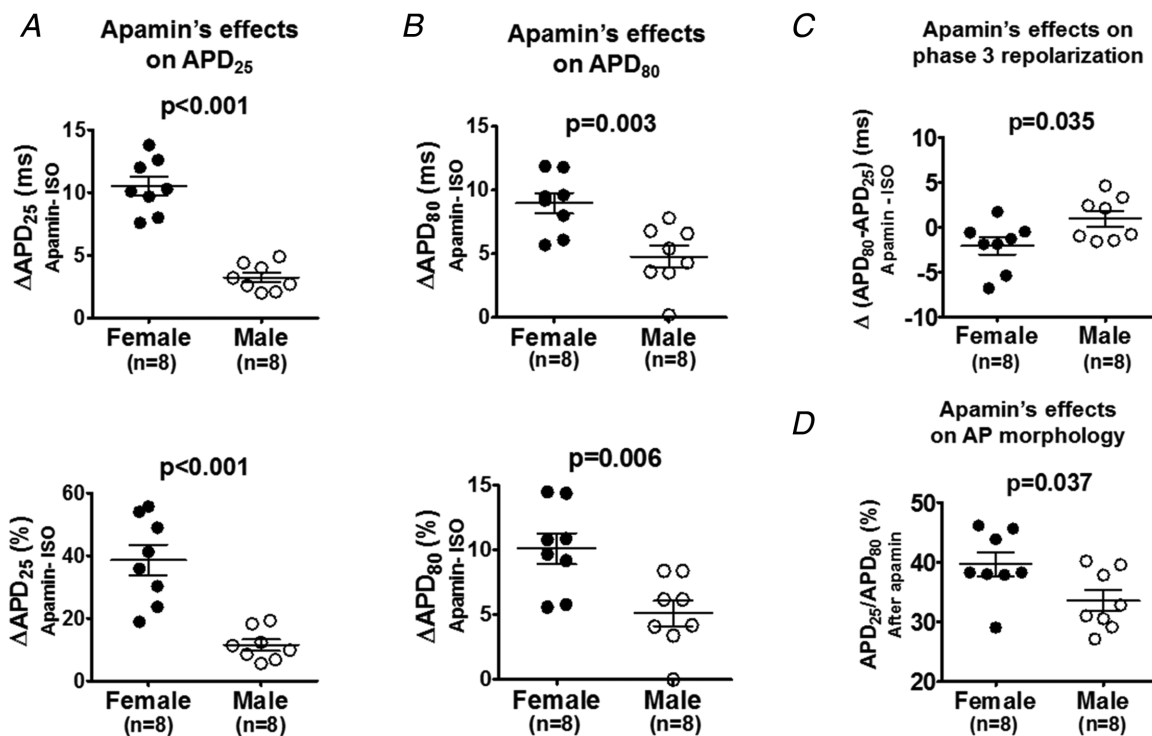 A
Apamin's effects
on APD25
p<0.001
ΔAPD25 (ms)
Apamin- ISO
15
10
5
0
Female
(n=8)
Male
(n=8)
p<0.001
ΔAPD25 (%)
Apamin- ISO
60
40
20
0
Female
(n=8)
Male
(n=8)
B
Apamin's effects
on APD80
p=0.003
ΔAPD80 (ms)
Apamin- ISO
15
10
5
0
Female
(n=8)
Male
(n=8)
p=0.006
ΔAPD80 (%)
Apamin- ISO
15
10
5
0
Female
(n=8)
Male
(n=8)
C
Apamin's effects on
phase 3 repolarization
p=0.035
Δ (APD80-APD25) (ms)
Apamin -ISO
10
5
0
-5
-10
Female
(n=8)
Male
(n=8)
D
Apamin's effects
on AP morphology
p=0.037
APD25/APD80 (%)
After apamin
50
40
30
20
Female
(n=8)
Male
(n=8)